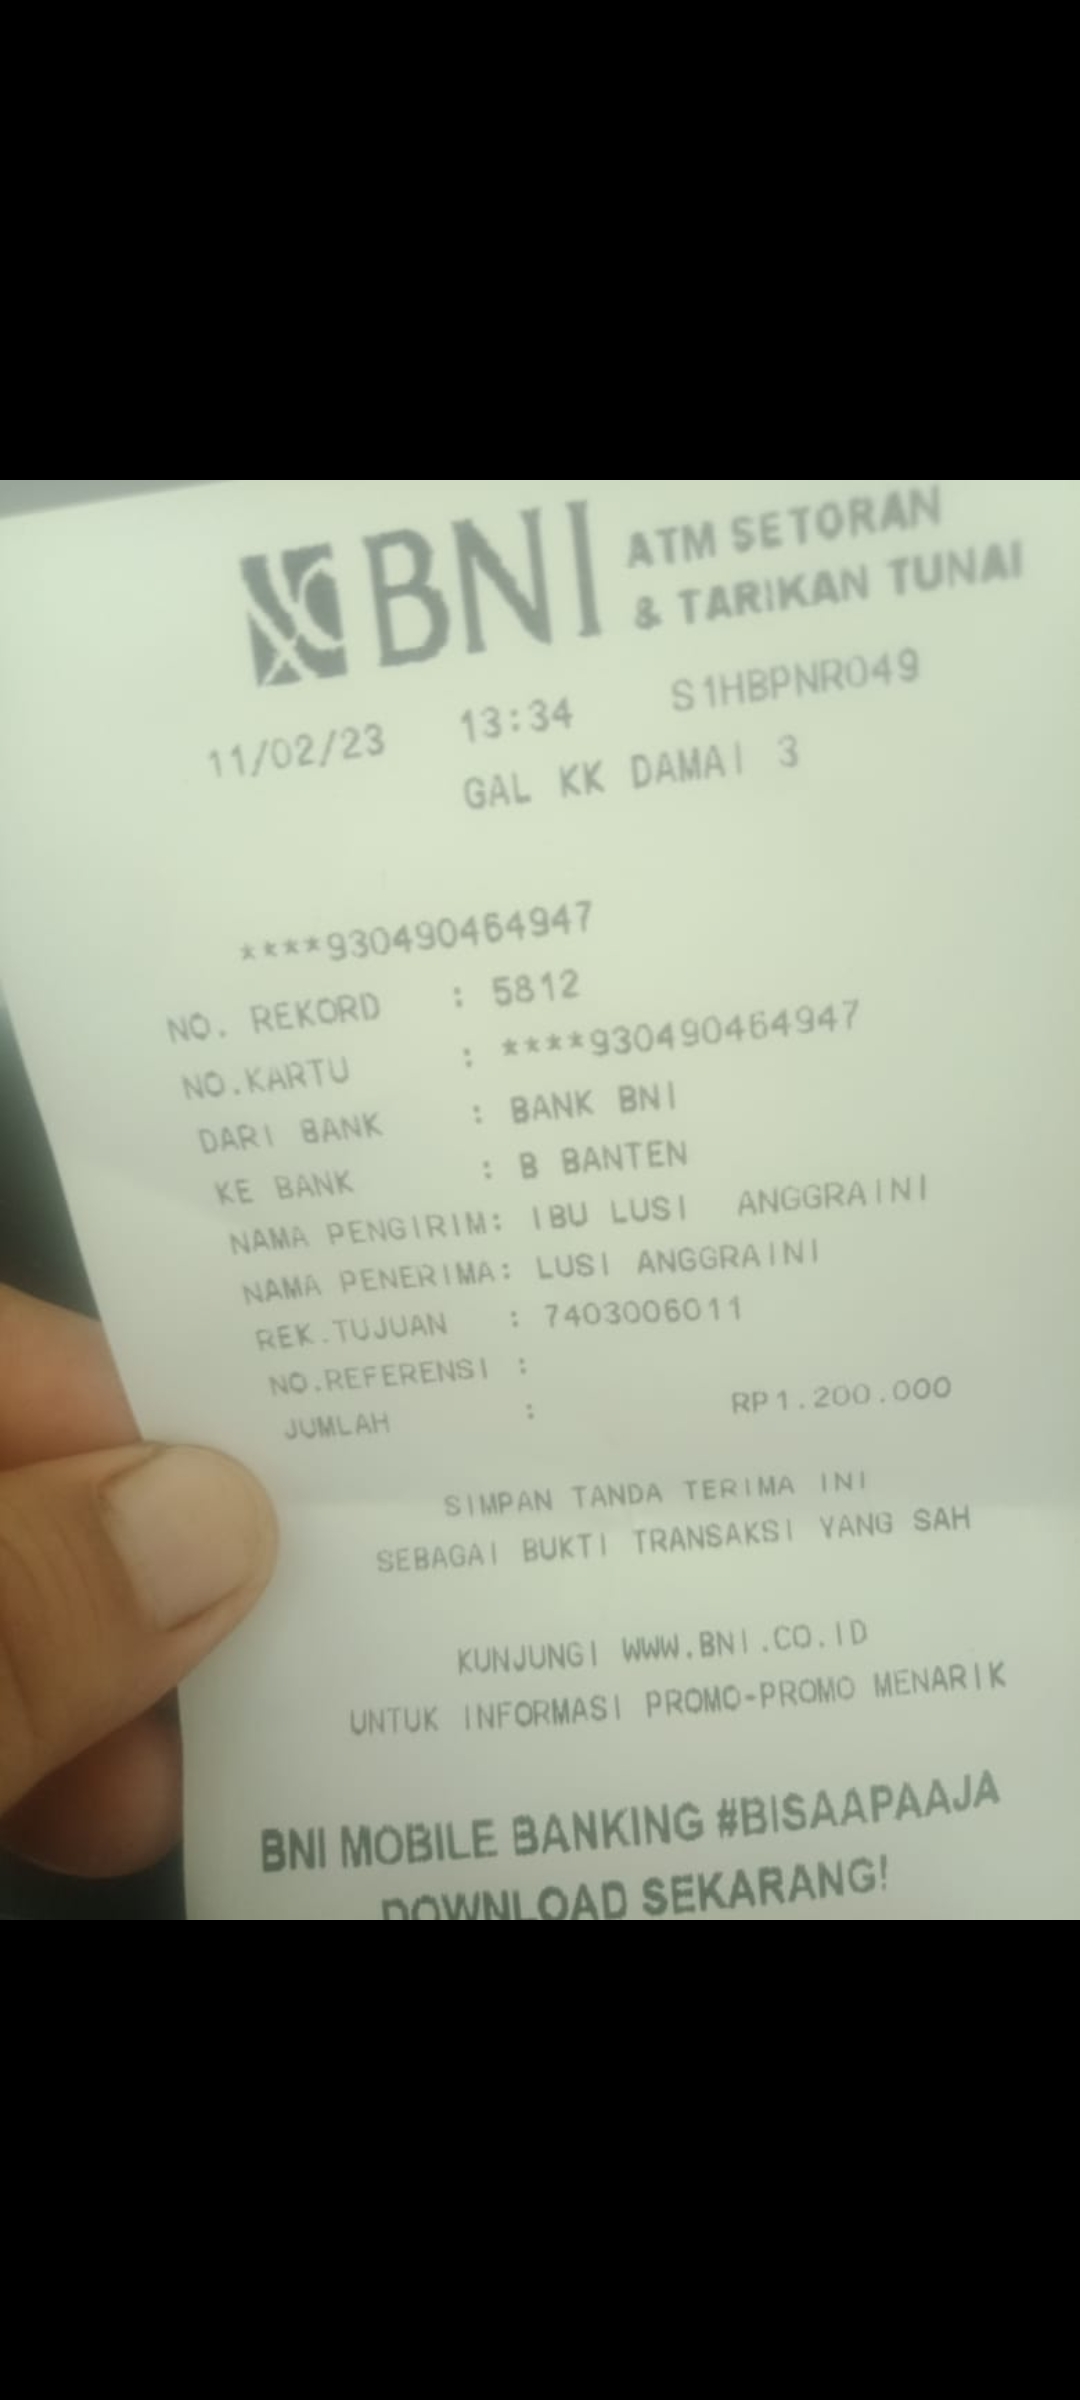 BNI ATM SETORAN
& TARIKAN TUNAI
11/02/23 13:34 S1HBPNR049
GAL KK DAMAI 3
****930490464947
NO. REKORD : 5812
NO.KARTU : ****930490464947
DARI BANK : BANK BNI
KE BANK : B BANTEN
NAMA PENGIRIM: IBU LUSI ANGGRAINI
NAMA PENERIMA: LUSI ANGGRAINI
REK.TUJUAN : 7403006011
NO.REFERENSI :
JUMLAH : RP1.200.000
SIMPAN TANDA TERIMA INI
SEBAGAI BUKTI TRANSAKSI YANG SAH
KUNJUNGI WWW.BNI.CO.ID
UNTUK INFORMASI PROMO-PROMO MENARIK
BNI MOBILE BANKING #BISAAPAAJA
DOWNLOAD SEKARANG!